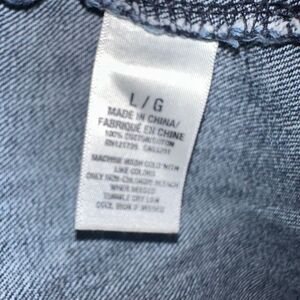 L / G
MADE IN CHINA/
FABRIQUÉ EN CHINE
100% COTTON/COTON
MACHINE WASH COLD WITH
LIKE COLORS
ONLY NON-CHLORINE BLEACH
WHEN NEEDED
TUMBLE DRY LOW
COOL IRON IF NEEDED